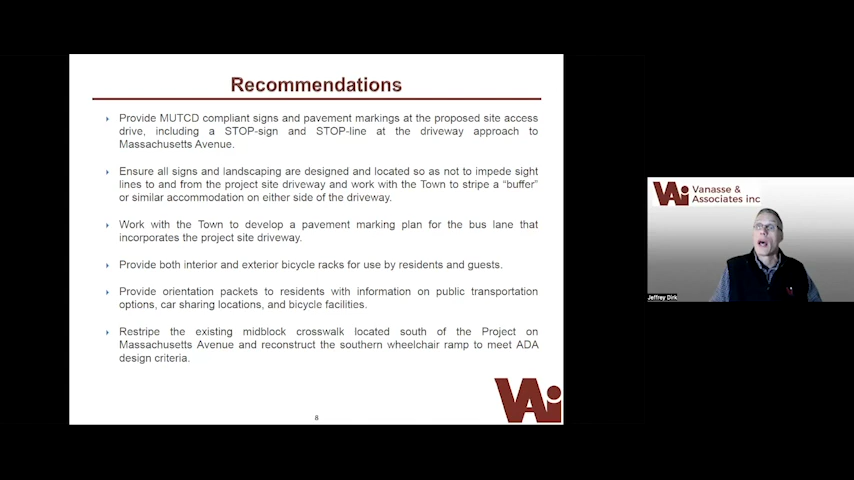 Recommendations
Provide MUTCD compliant signs and pavement markings at the proposed site access
drive, including a STOP-sign and STOP-line at the driveway approach to
Massachusetts Avenue.
Ensure all signs and landscaping are designed and located so as not to impede sight
lines to and from the project site driveway and work with the Town to stripe a “buffer”
or similar accommodation on either side of the driveway.
Work with the Town to develop a pavement marking plan for the bus lane that
incorporates the project site driveway.
Provide both interior and exterior bicycle racks for use by residents and guests.
Provide orientation packets to residents with information on public transportation
options, car sharing locations, and bicycle facilities.
Restripe the existing midblock crosswalk located south of the Project on
Massachusetts Avenue and reconstruct the southern wheelchair ramp to meet ADA
design criteria.
8
VAi
VAi
Vanasse &
Associates inc
Jeffrey Dirk